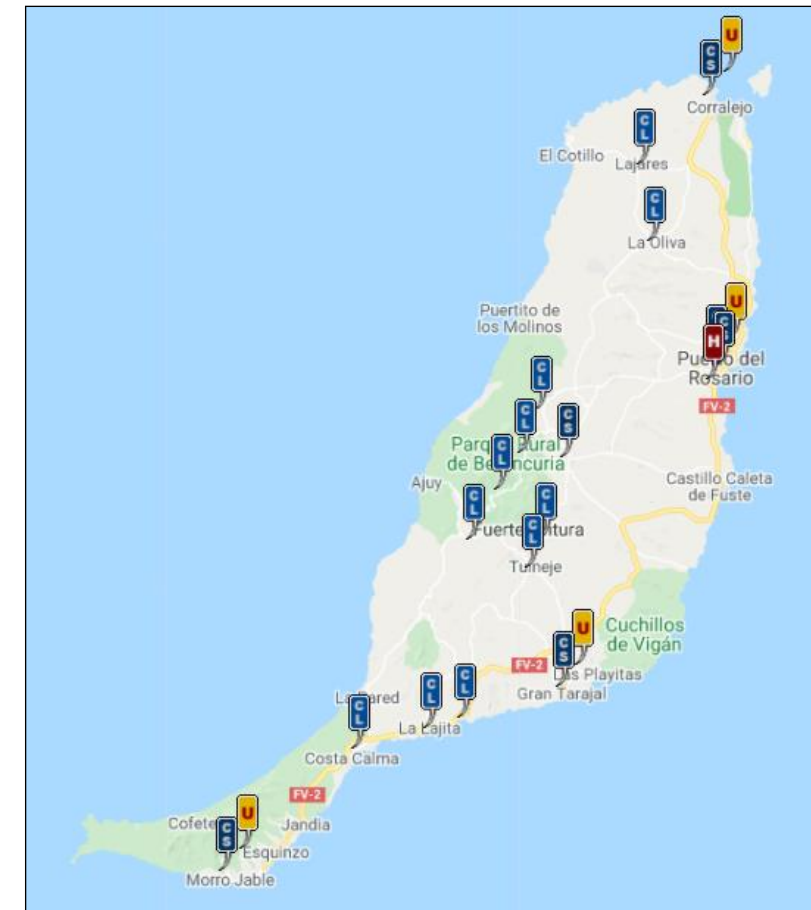 U
CS
Corralejo
CL
El Cotillo
Lajares
CL
La Oliva
U
Puertito de
los Molinos
CS
H
Rosario
CL
FV-2
CL
CS
CL
Castillo Caleta
de Fuste
Ajuy
CL
CL
CL
Tuineje
U
Cuchillos
de Vigán
CS
FV-2
Las Playitas
Gran Tarajal
CL
CL
CL
La Lajita
Costa Calma
FV-2
U
Cofete
CS
Jandia
Esquinzo
Morro Jable